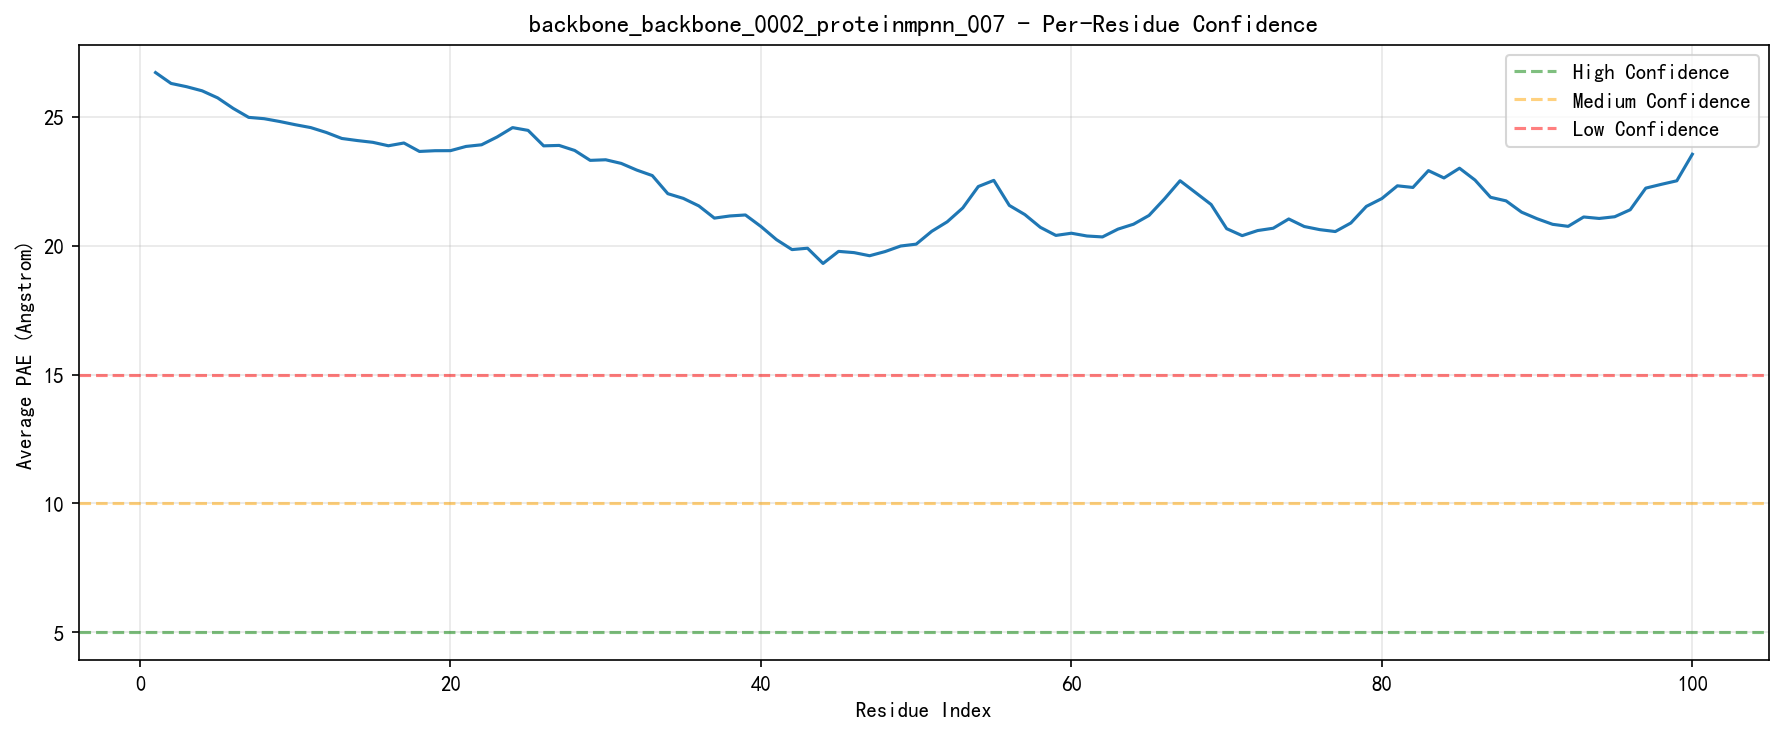 backbone_backbone_0002_proteinmpnn_007 - Per-Residue Confidence
High Confidence
Medium Confidence
Low Confidence
Average PAE (Angstrom)
25
20
15
10
5
0
20
40
60
80
100
Residue Index